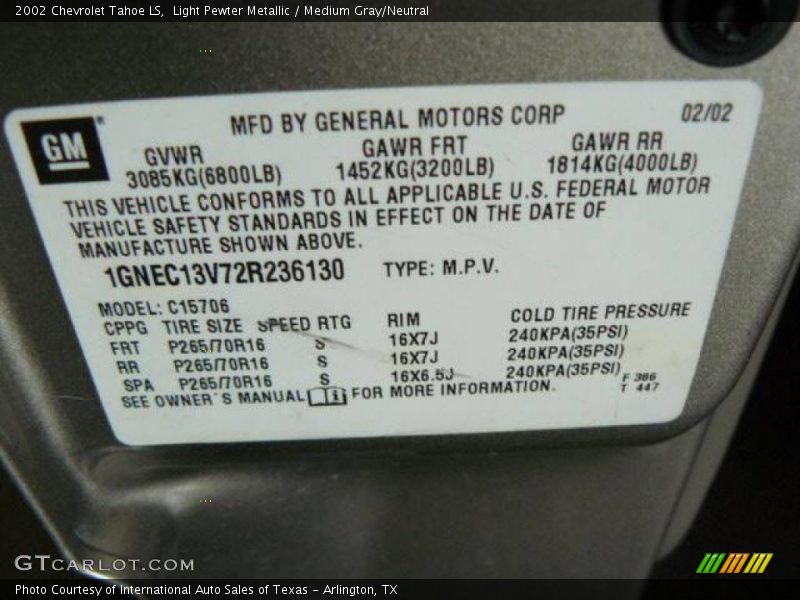 2002 Chevrolet Tahoe LS,  Light Pewter Metallic / Medium Gray/Neutral
GM
MFD BY GENERAL MOTORS CORP 02/02
GVWR GAWR FRT GAWR RR
3085KG(6800LB) 1452KG(3200LB) 1814KG(4000LB)
THIS VEHICLE CONFORMS TO ALL APPLICABLE U.S. FEDERAL MOTOR
VEHICLE SAFETY STANDARDS IN EFFECT ON THE DATE OF
MANUFACTURE SHOWN ABOVE.
1GNEC13V72R236130 TYPE: M.P.V.
MODEL: C15706
CPPG TIRE SIZE SPEED RTG RIM COLD TIRE PRESSURE
FRT P265/70R16 S 16X7J 240KPA(35PSI)
RR P265/70R16 S 16X7J 240KPA(35PSI)
SPA P265/70R16 S 16X6.5J 240KPA(35PSI)
SEE OWNER'S MANUAL FOR MORE INFORMATION.
F 386
T 447
GTCARLOT.COM
Photo Courtesy of International Auto Sales of Texas - Arlington, TX